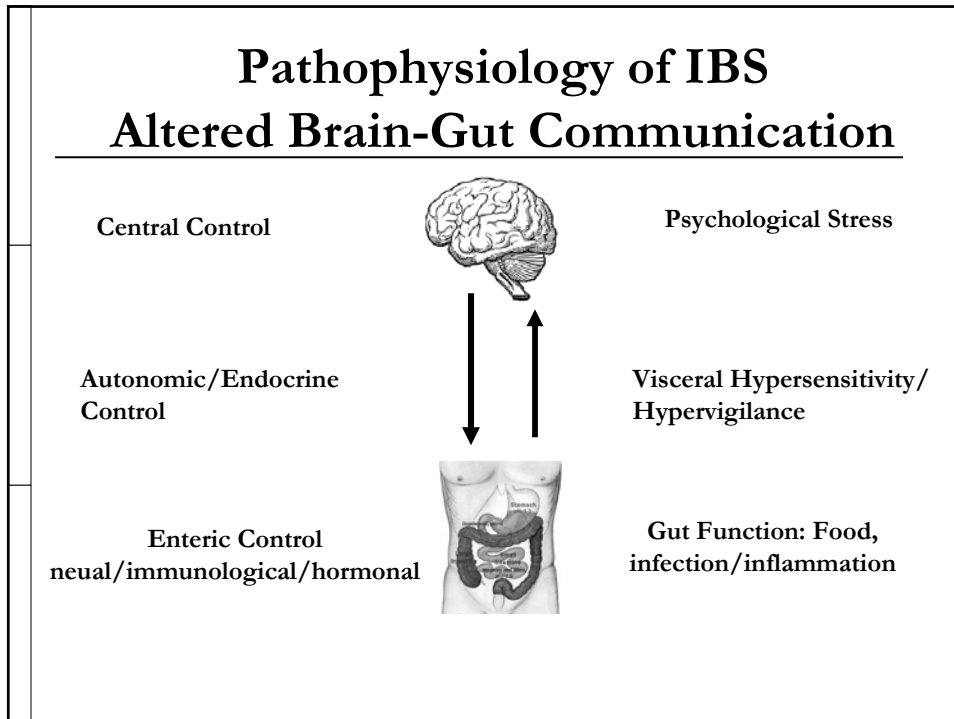 Pathophysiology of IBS
Altered Brain-Gut Communication
Central Control
Psychological Stress
Autonomic/Endocrine
Control
Visceral Hypersensitivity/
Hypervigilance
Stomach
Enteric Control
neual/immunological/hormonal
Gut Function: Food,
infection/inflammation